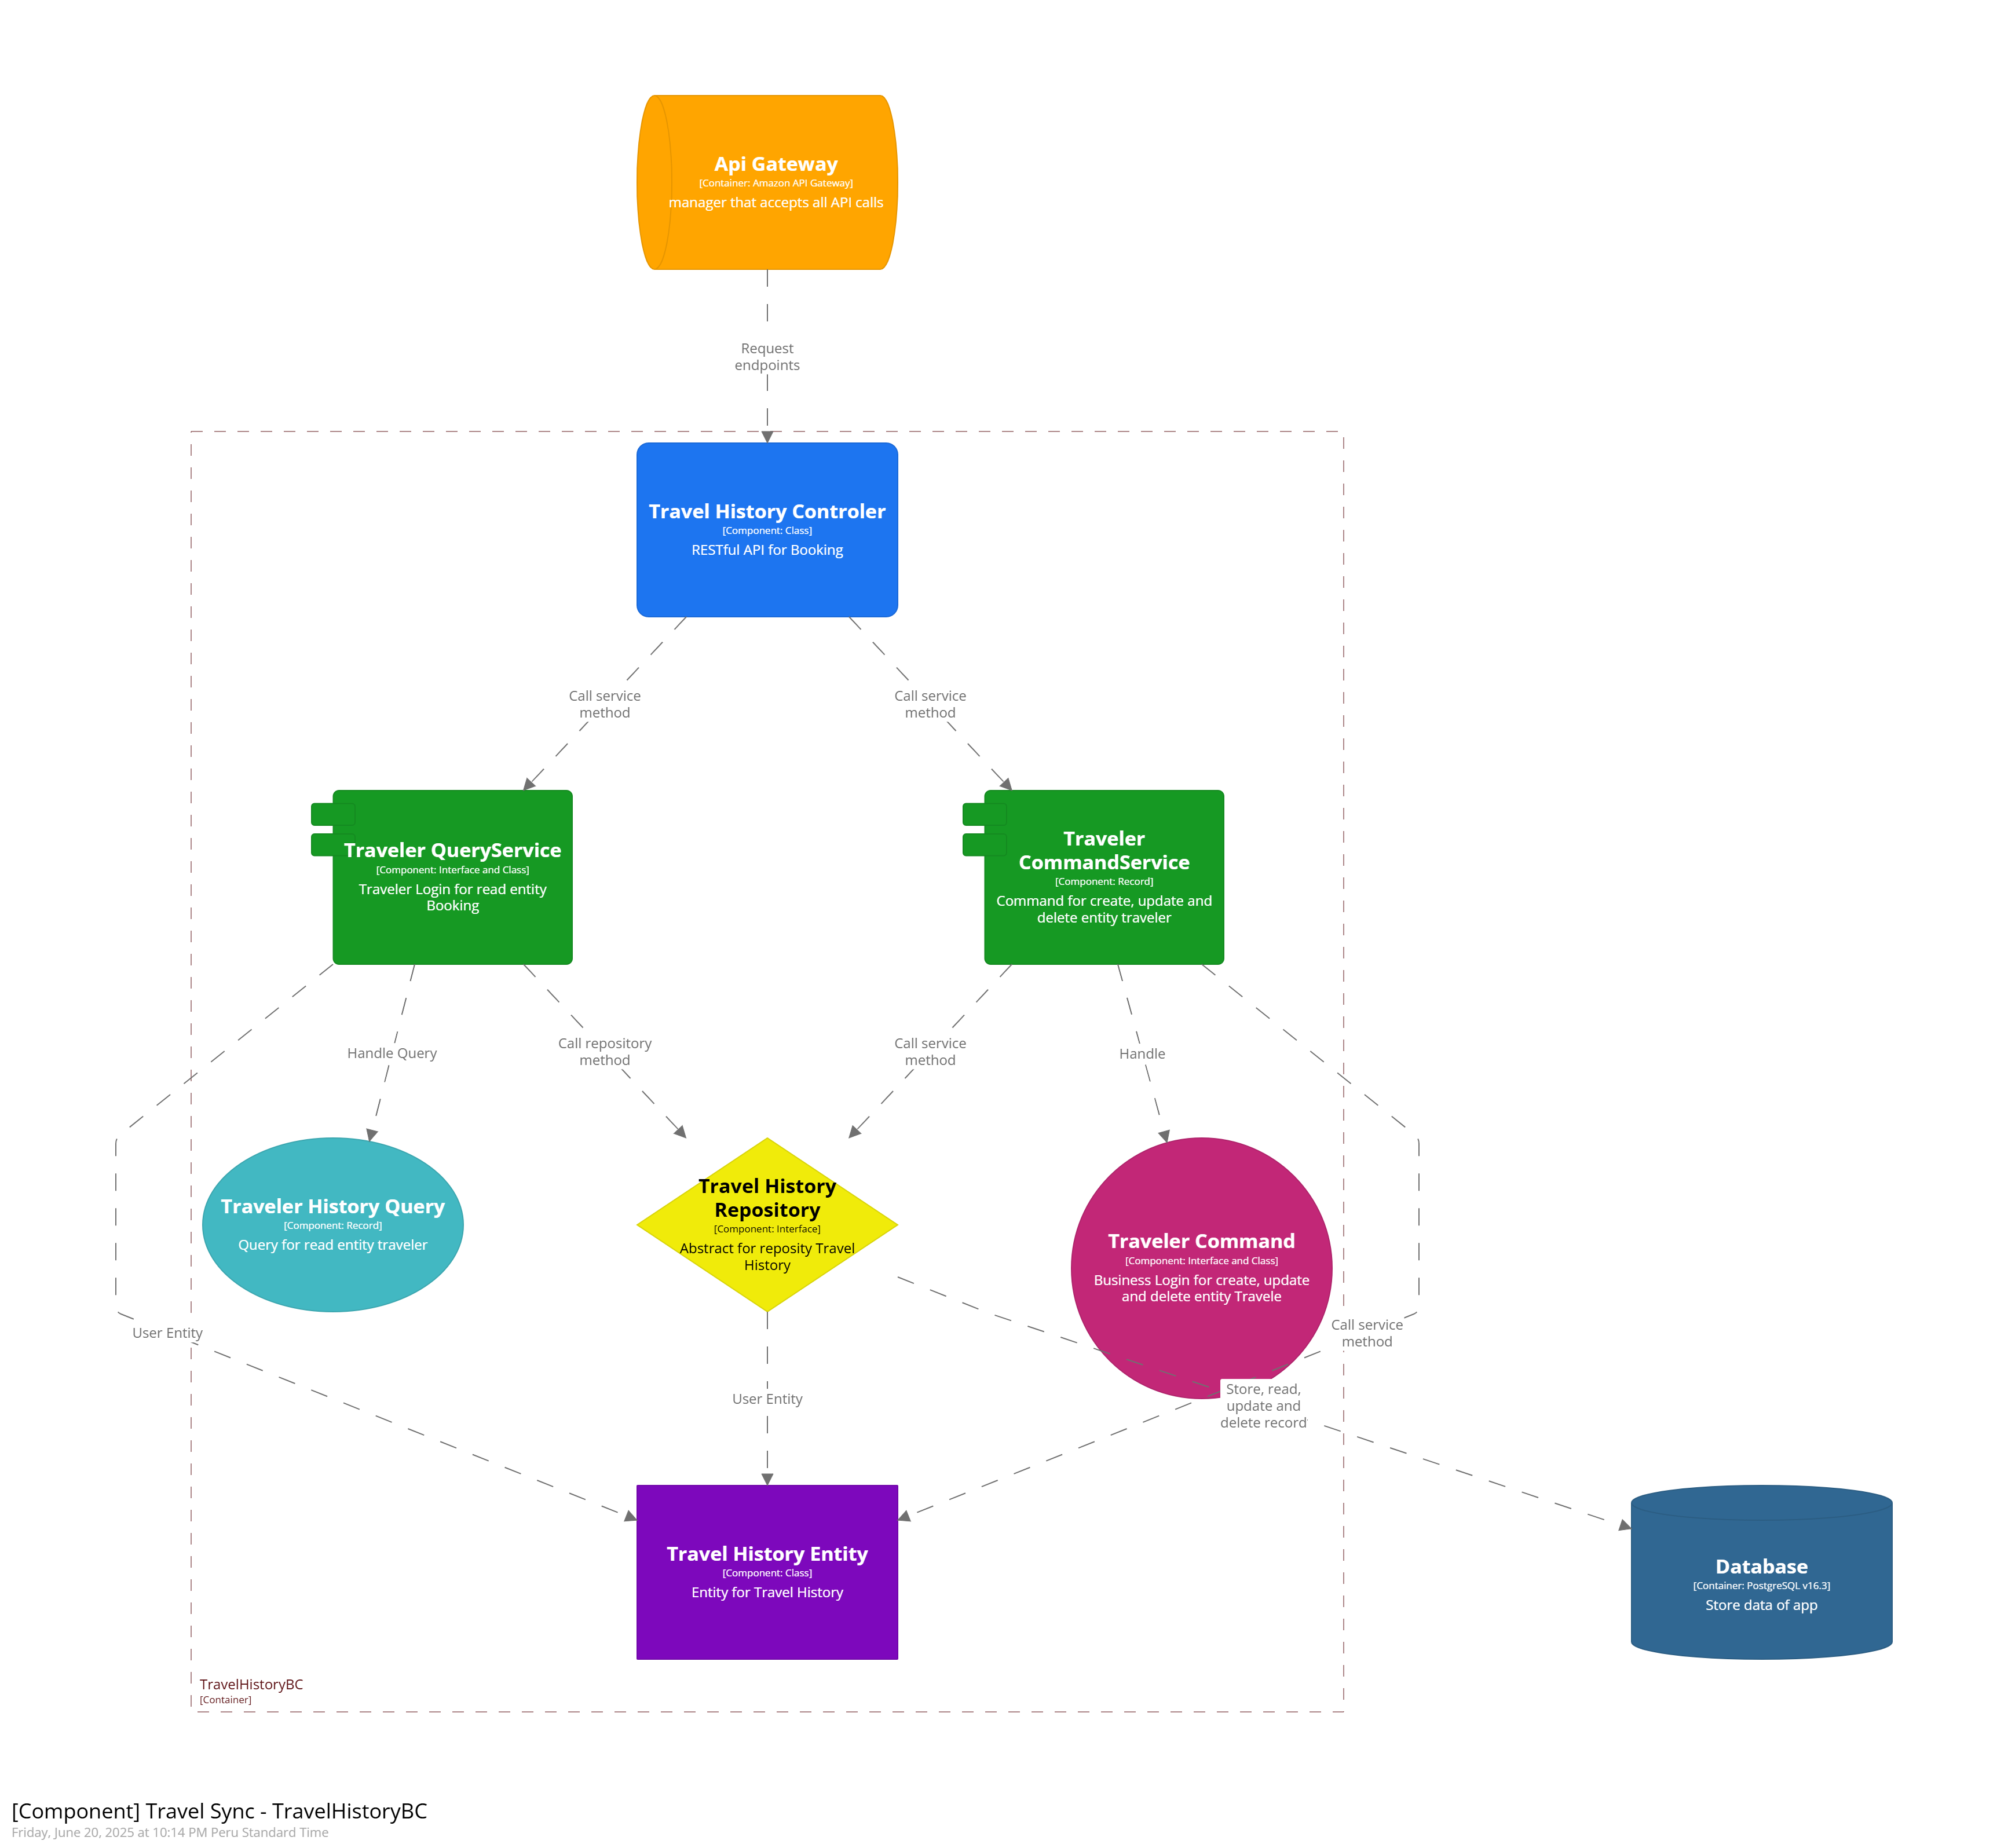 Api Gateway
[Container: Amazon API Gateway]
manager that accepts all API calls
Request
endpoints
Travel History Controler
[Component: Class]
RESTful API for Booking
Call service
method
Call service
method
Traveler QueryService
[Component: Interface and Class]
Traveler Login for read entity
Booking
Traveler
CommandService
[Component: Record]
Command for create, update and
delete entity traveler
Handle Query
Call repository
method
Call service
method
Handle
Traveler History Query
[Component: Record]
Query for read entity traveler
Travel History
Repository
[Component: Interface]
Abstract for reposity Travel
History
Traveler Command
[Component: Interface and Class]
Business Login for create, update
and delete entity Travele
User Entity
Call service
method
User Entity
Store, read,
update and
delete record
Travel History Entity
[Component: Class]
Entity for Travel History
Database
[Container: PostgreSQL v16.3]
Store data of app
TravelHistoryBC
[Container]
[Component] Travel Sync - TravelHistoryBC
Friday, June 20, 2025 at 10:14 PM Peru Standard Time